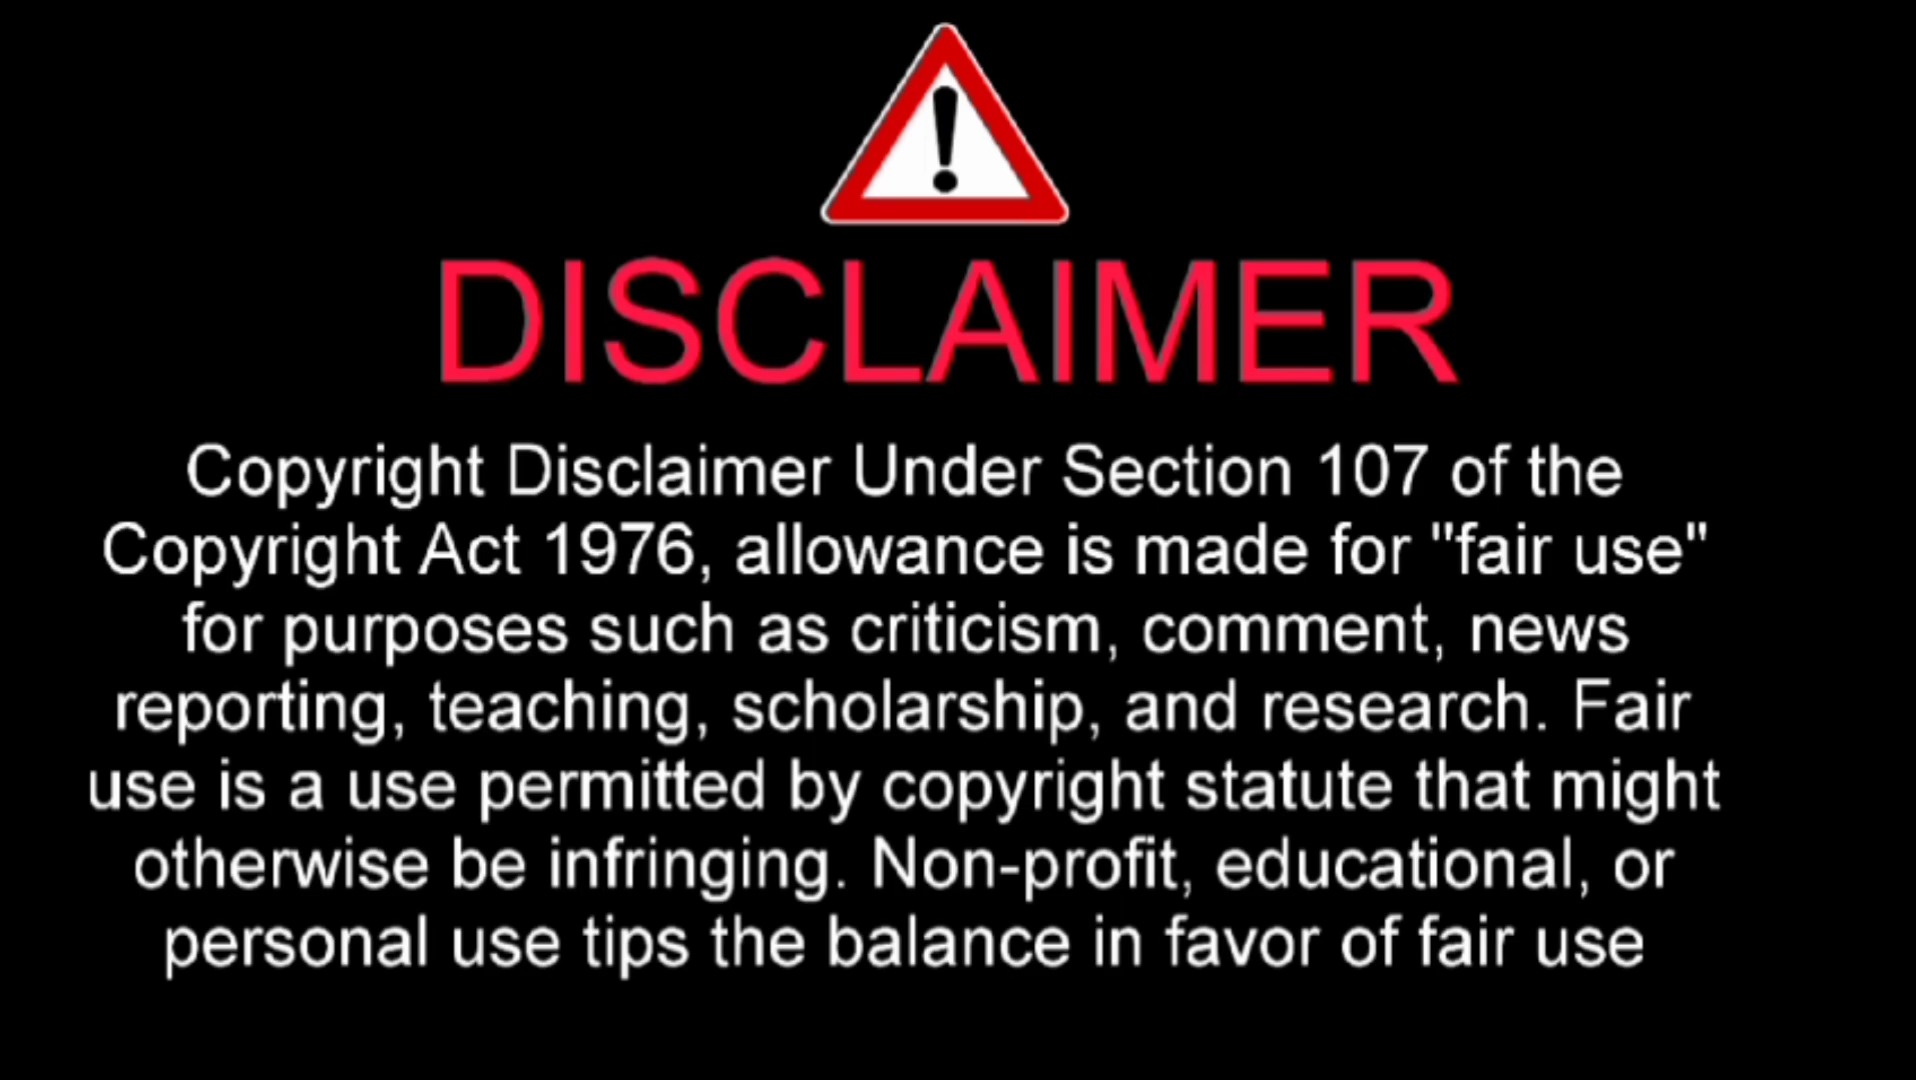 DISCLAIMER
Copyright Disclaimer Under Section 107 of the
Copyright Act 1976, allowance is made for "fair use"
for purposes such as criticism, comment, news
reporting, teaching, scholarship, and research. Fair
use is a use permitted by copyright statute that might
otherwise be infringing. Non-profit, educational, or
personal use tips the balance in favor of fair use